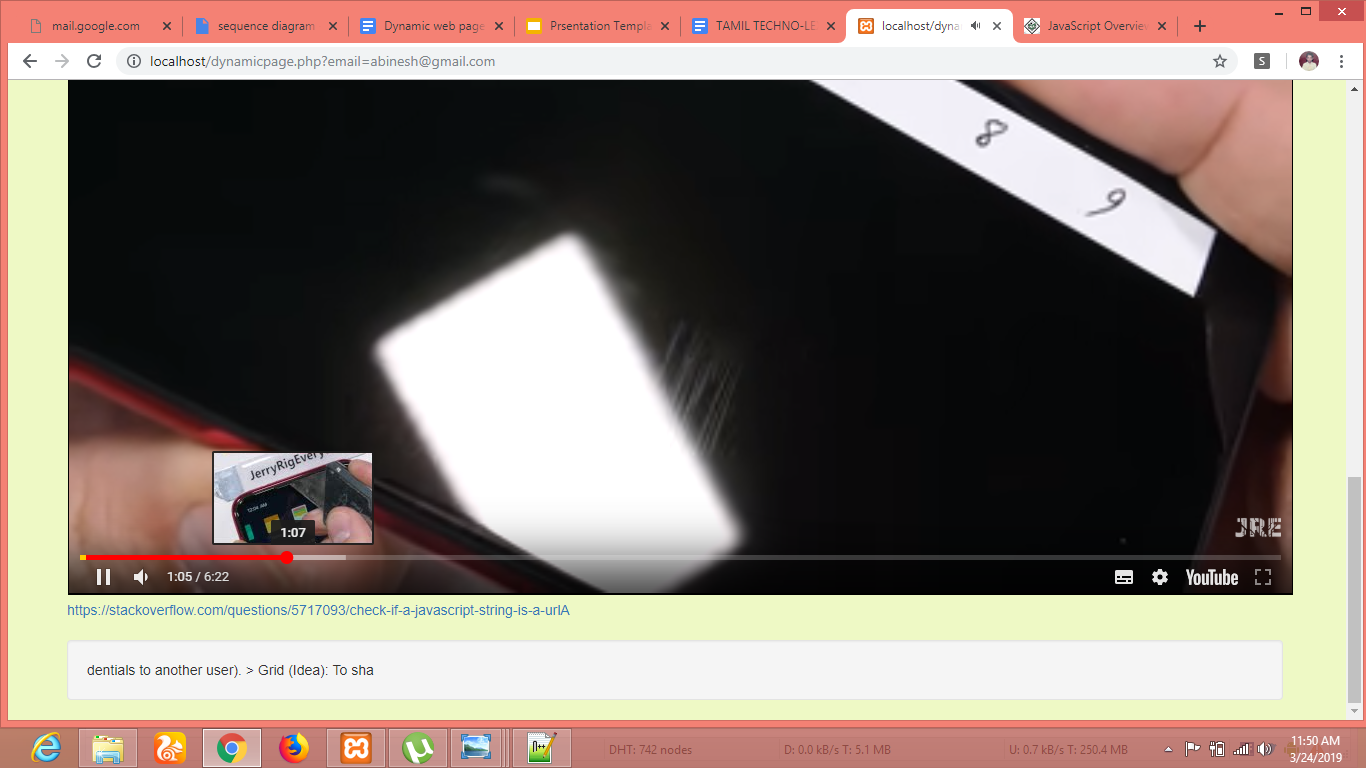 mail.google.com
sequence diagram
Dynamic web page
Prsentation Templa
TAMIL TECHNO-LE
localhost/dyna
JavaScript Overview
localhost/dynamicpage.php?email=abinesh@gmail.com
S
8
9
JerryRigEvery
12:04 AM
1:07
JRE
1:05 / 6:22
YouTube
https://stackoverflow.com/questions/5717093/check-if-a-javascript-string-is-a-urlA
dentials to another user). > Grid (Idea): To sha
DHT: 742 nodes
D: 0.0 kB/s T: 5.1 MB
U: 0.7 kB/s T: 250.4 MB
11:50 AM
3/24/2019